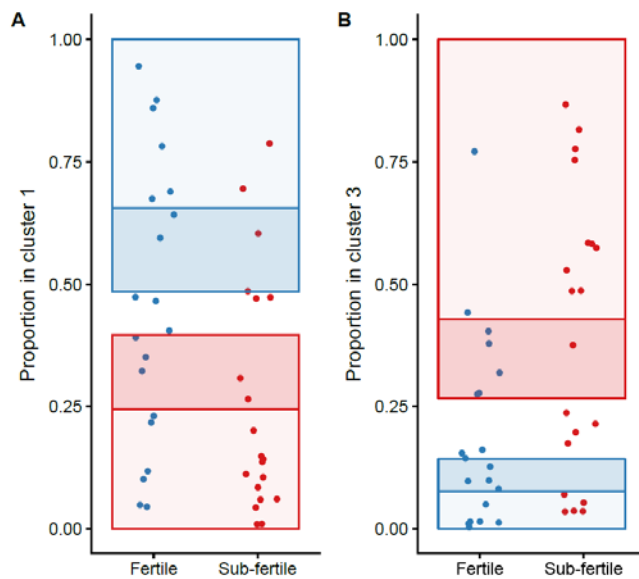 A
Proportion in cluster 1
1.00
0.75
0.50
0.25
0.00
Fertile Sub-fertile
B
Proportion in cluster 3
1.00
0.75
0.50
0.25
0.00
Fertile Sub-fertile